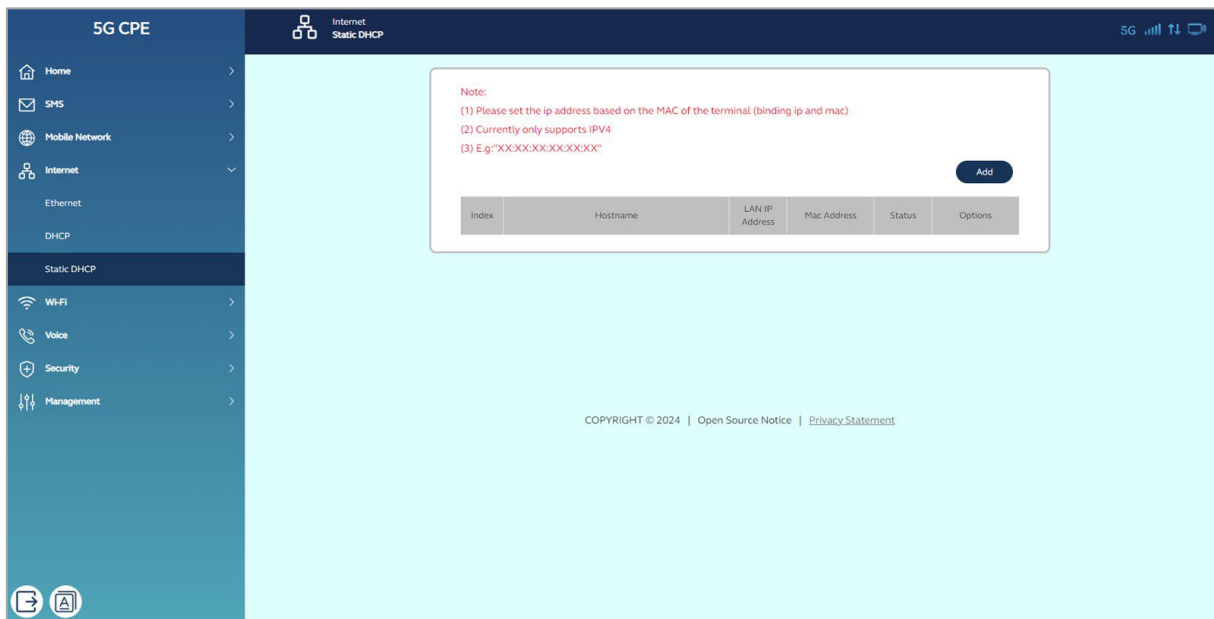 5G CPE
Internet
Static DHCP
5G
Home
SMS
Mobile Network
Internet
Ethernet
DHCP
Static DHCP
Wi-Fi
Voice
Security
Management
Note:
(1) Please set the ip address based on the MAC of the terminal (binding ip and mac)
(2) Currently only supports IPV4
(3) E.g:"XX:XX:XX:XX:XX:XX"
Add
Index Hostname LAN IP Address Mac Address Status Options
COPYRIGHT © 2024 | Open Source Notice | Privacy Statement
A